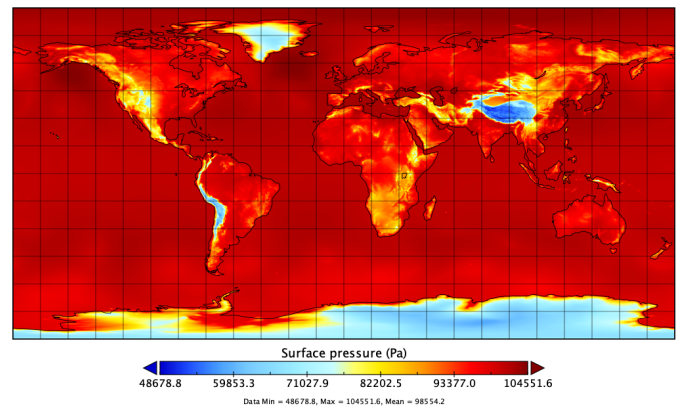 Surface pressure (Pa)
48678.8 59853.3 71027.9 82202.5 93377.0 104551.6
Data Min = 48678.8, Max = 104551.6, Mean = 98554.2